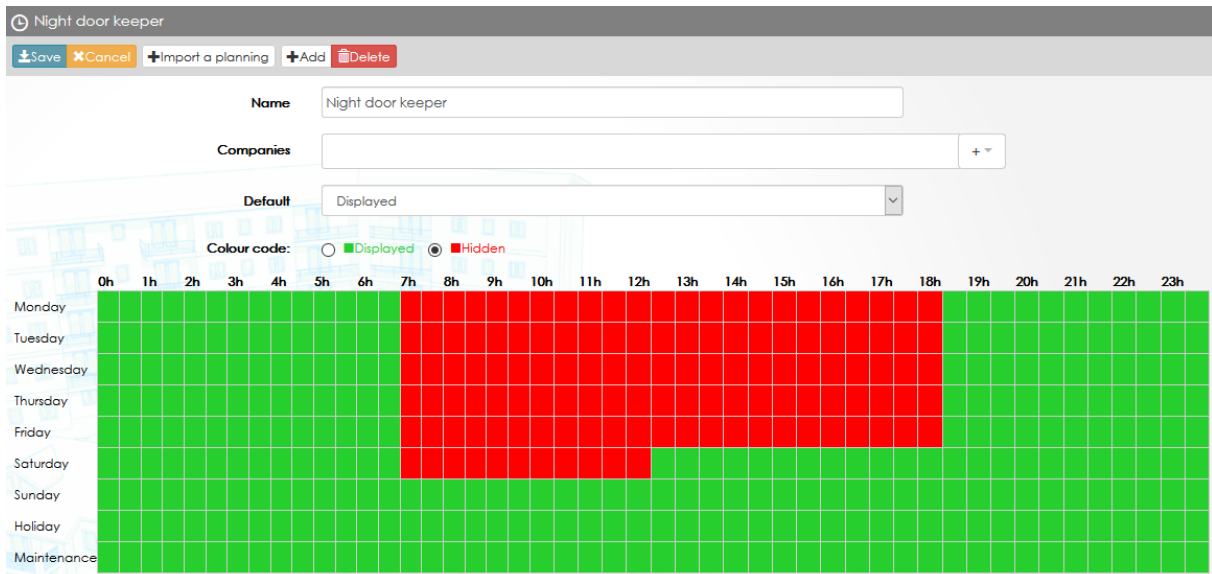 Night door keeper
Save Cancel Import a planning Add Delete
Name Night door keeper
Companies +
Default Displayed
Colour code: Displayed Hidden
0h 1h 2h 3h 4h 5h 6h 7h 8h 9h 10h 11h 12h 13h 14h 15h 16h 17h 18h 19h 20h 21h 22h 23h
Monday
Tuesday
Wednesday
Thursday
Friday
Saturday
Sunday
Holiday
Maintenance